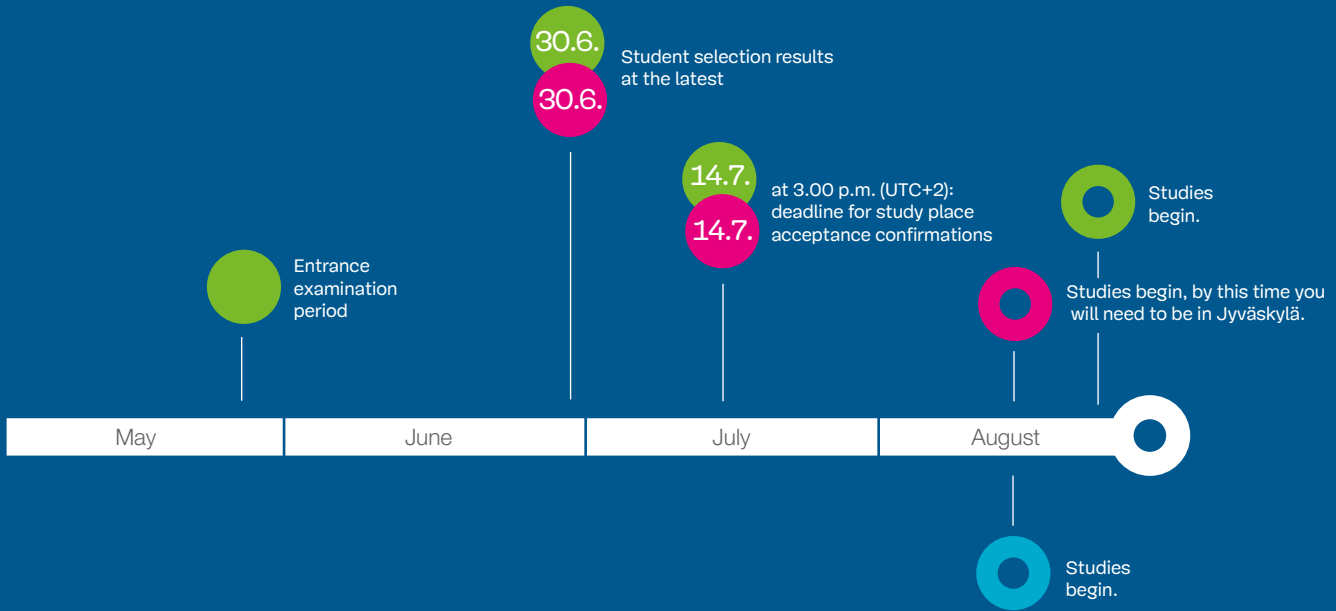 30.6.
30.6.
Student selection results
at the latest
14.7.
14.7.
at 3.00 p.m. (UTC+2):
deadline for study place
acceptance confirmations
Studies
begin.
Entrance
examination
period
Studies begin, by this time you
will need to be in Jyväskylä.
May
June
July
August
Studies
begin.